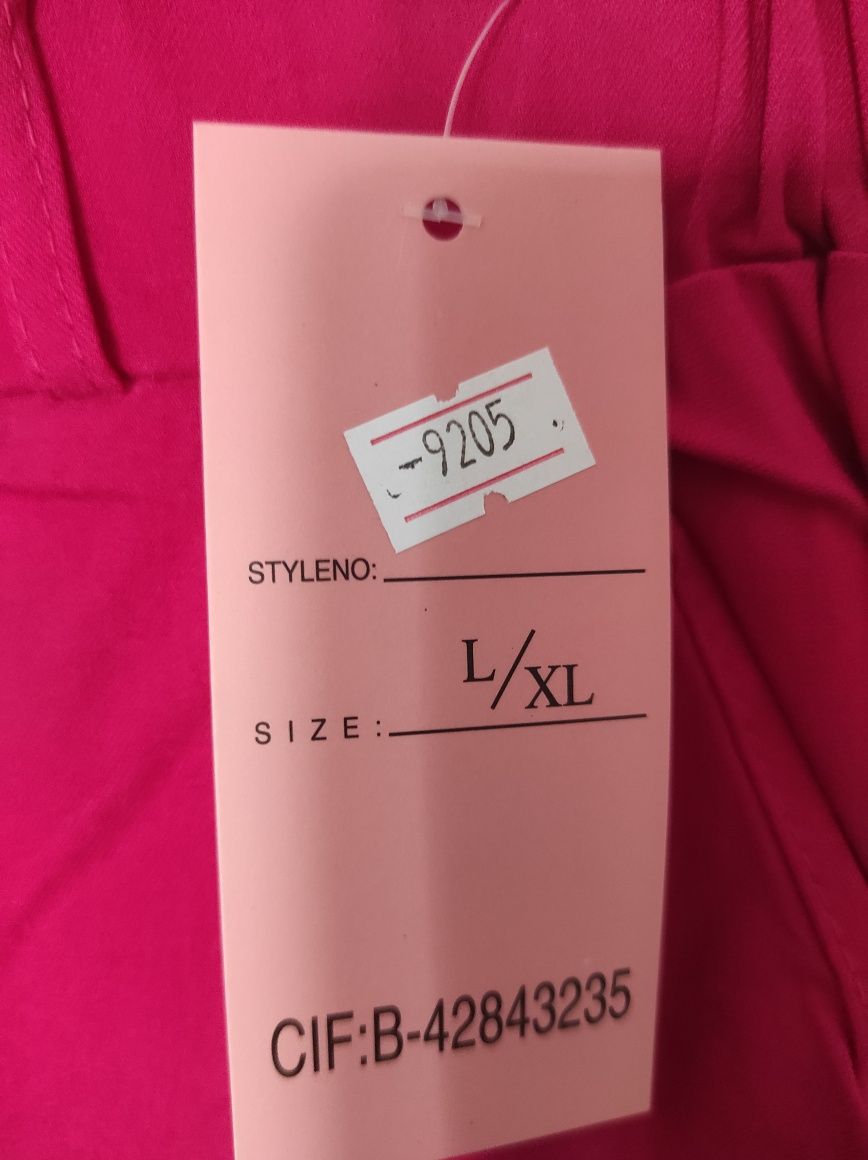 -9205
STYLENO:
L/XL
SIZE:
CIF:B-42843235